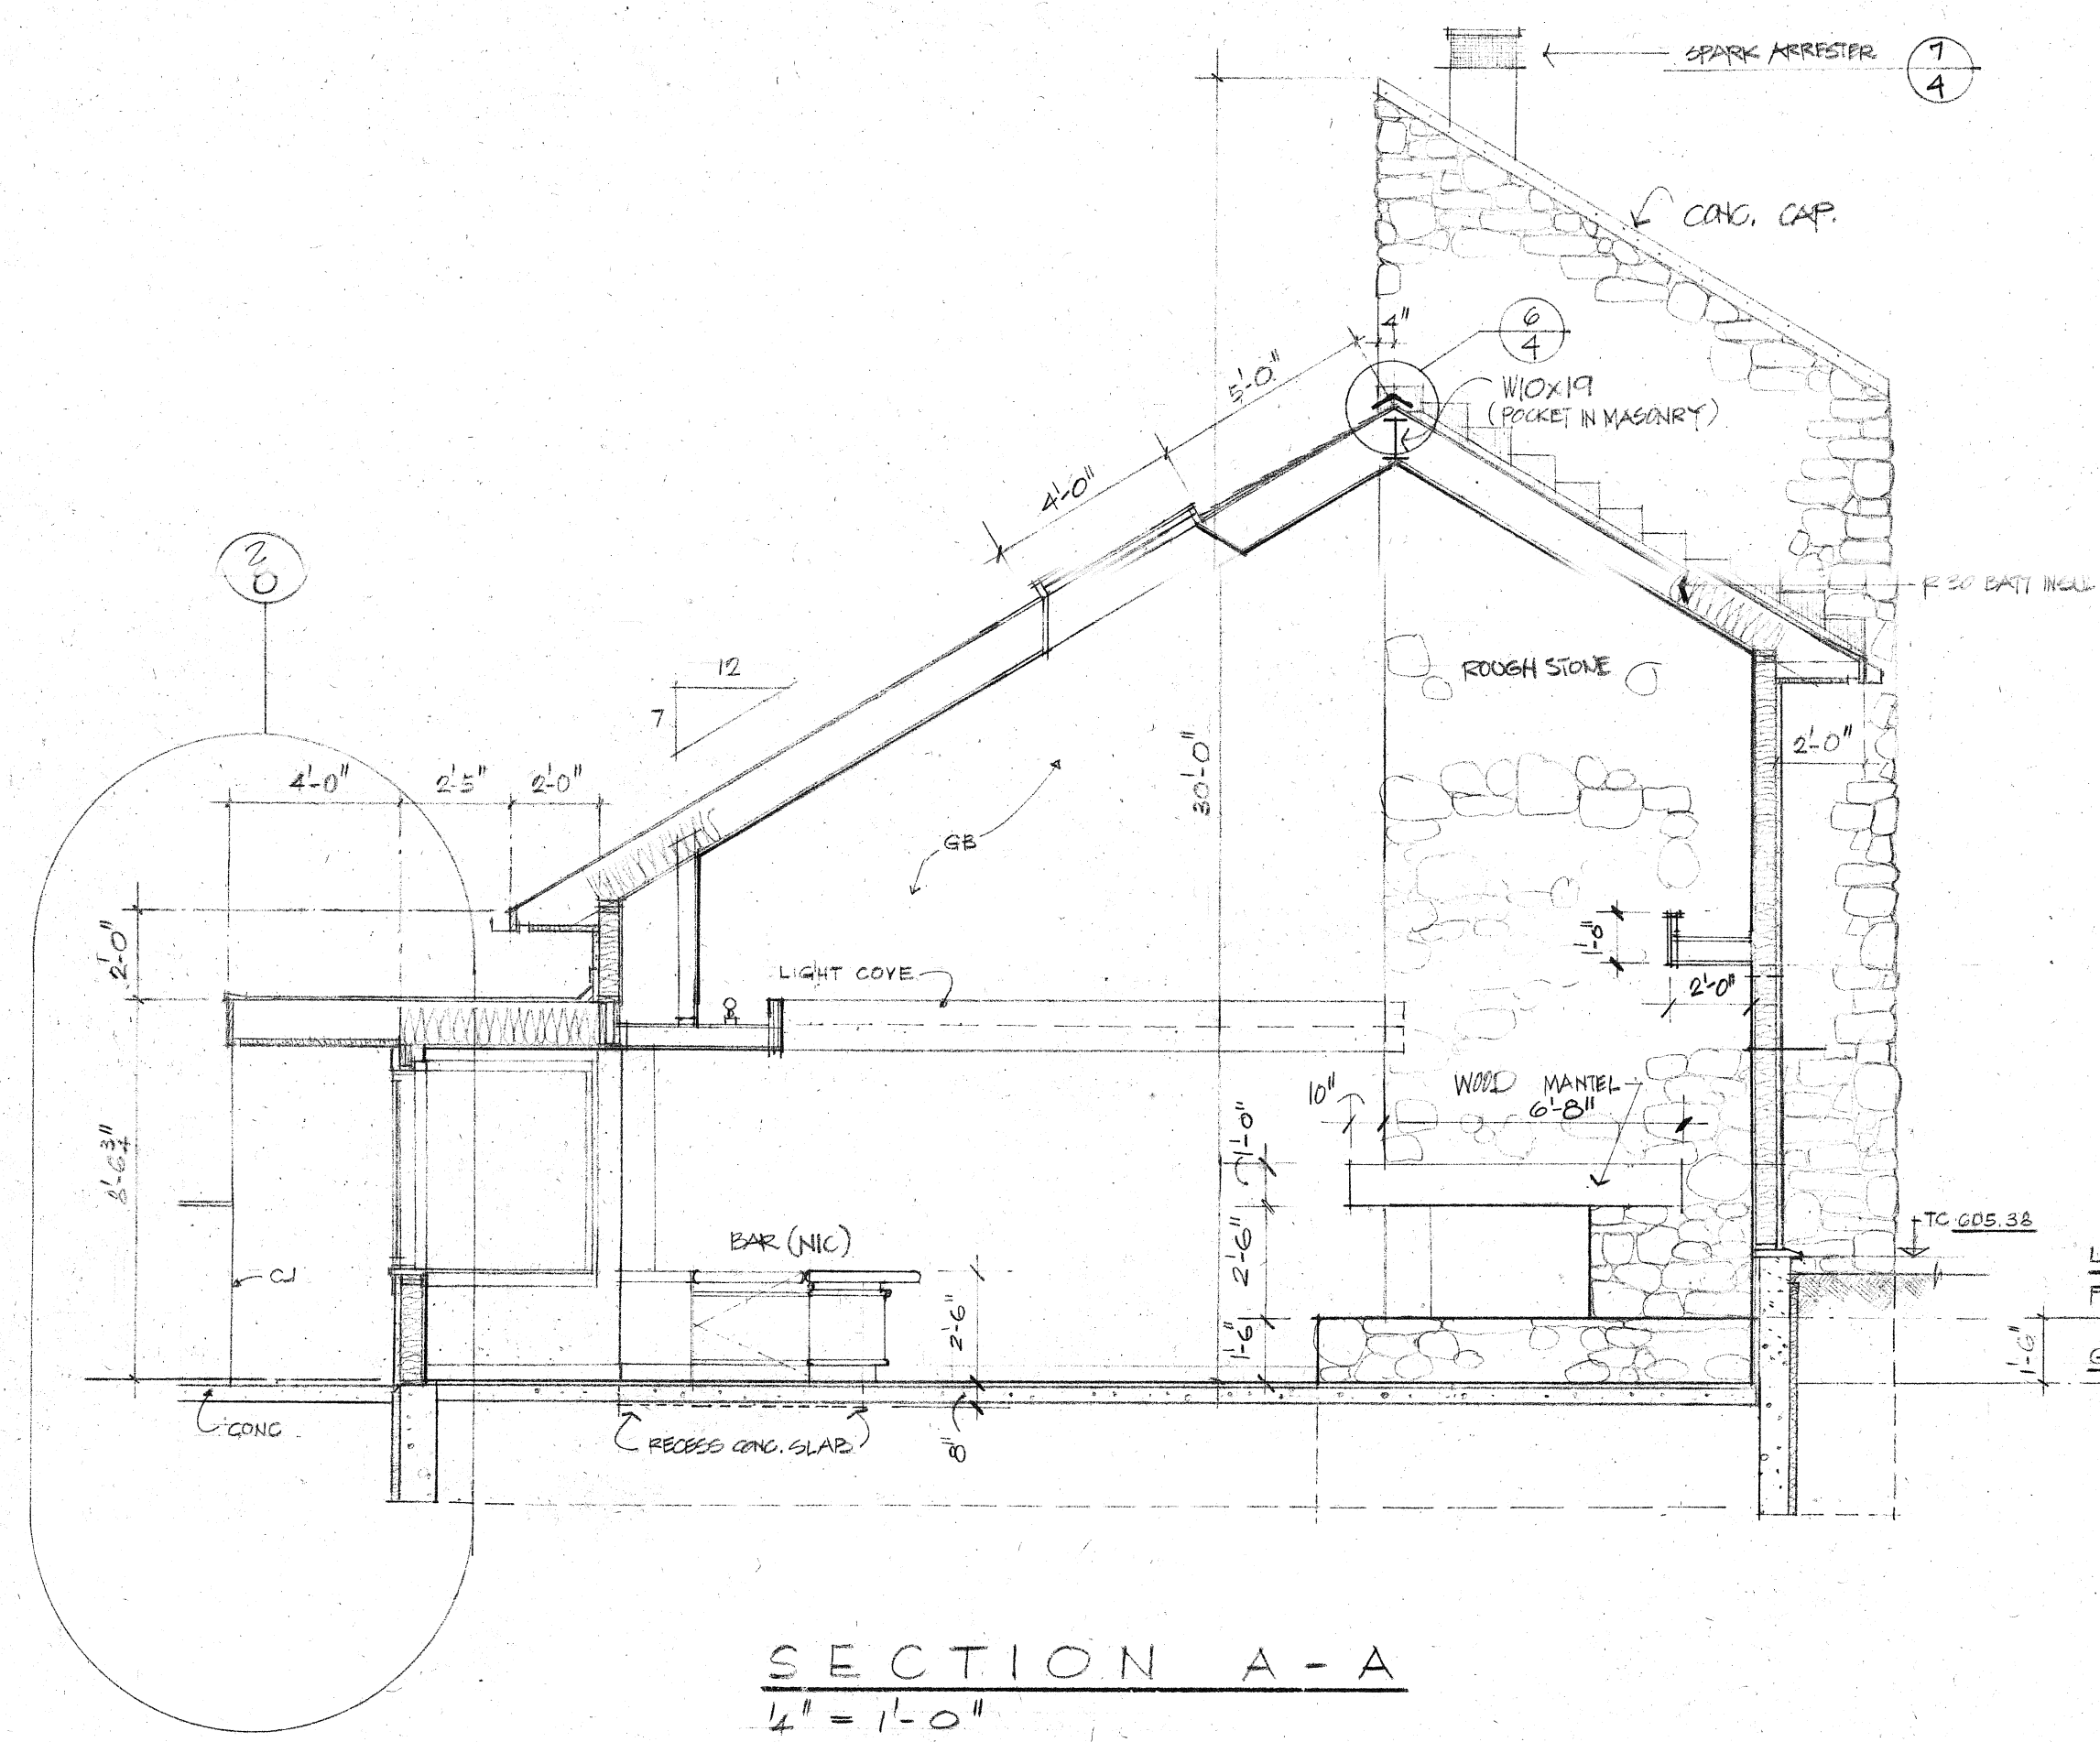 SPARK ARRESTER
7
4
CONC. CAP.
4"
6
4
5'-0"
W10x19
(POCKET IN MASONRY)
4'-0"
2
8
R 30 BATT INSUL
12
7
ROUGH STONE
2'-0"
30'-0"
4'-0"
2'-5"
2'-0"
GB
2'-0"
1'-0"
LIGHT COVE
2'-0"
10"
WOOD MANTEL
6'-8"
1'-0"
8'-6 3/4"
TC 605.38
BAR (NIC)
2'-6"
CJ
2'-6"
1'-6"
1'-6"
CONC
RECESS CONC. SLAB
8"
SECTION A-A
1/4" = 1'-0"